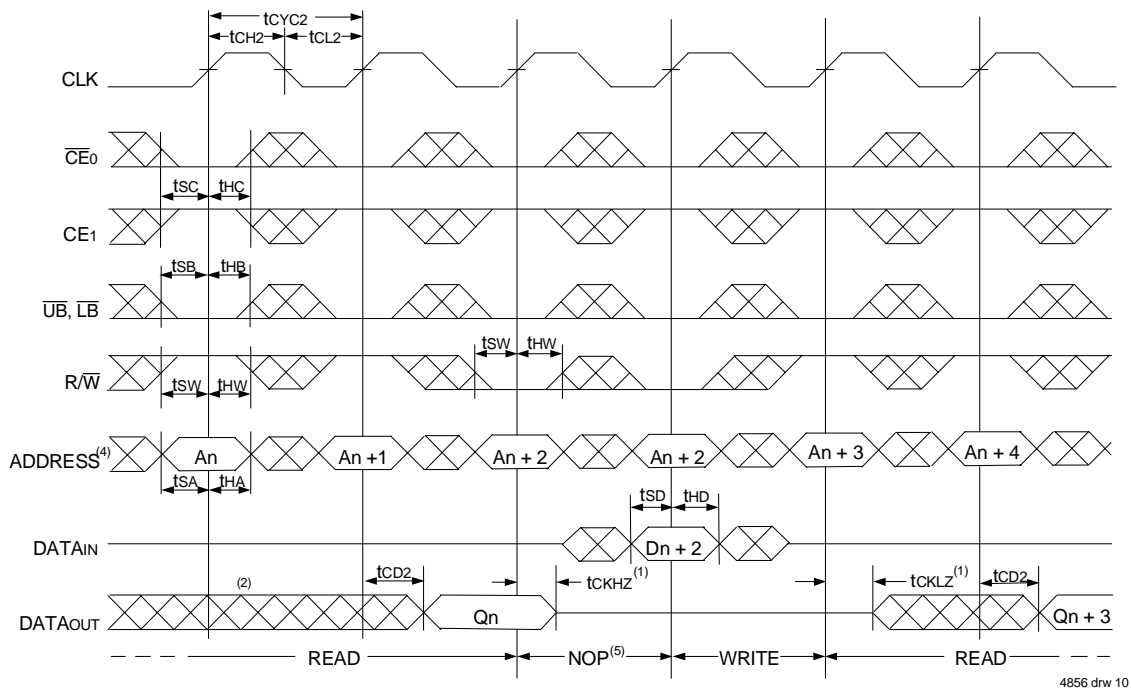 tCYC2
tCH2 tCL2
CLK
CE0
tSC tHC
CE1
tSB tHB
UB, LB
tSW tHW
R/W
tSW tHW
ADDRESS(4) An An +1 An + 2 An + 2 An + 3 An + 4
tSA tHA
tSD tHD
DATAIN Dn + 2
(2) tCD2 tCKHZ(1) tCKLZ(1) tCD2
DATAOUT Qn Qn + 3
READ NOP(5) WRITE READ
4856 drw 10